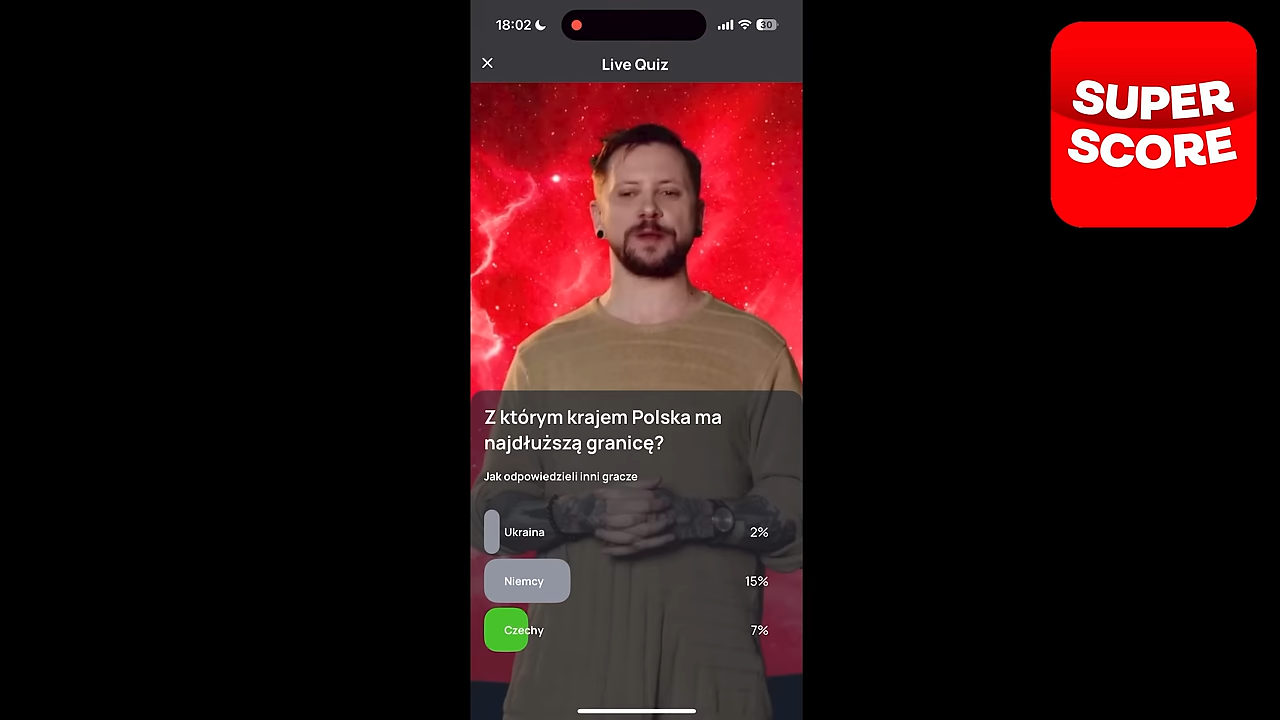 18:02
30
Live Quiz
SUPER
SCORE
Z którym krajem Polska ma
najdłuższą granicę?
Jak odpowiedzieli inni gracze
Ukraina 2%
Niemcy 15%
Czechy 7%